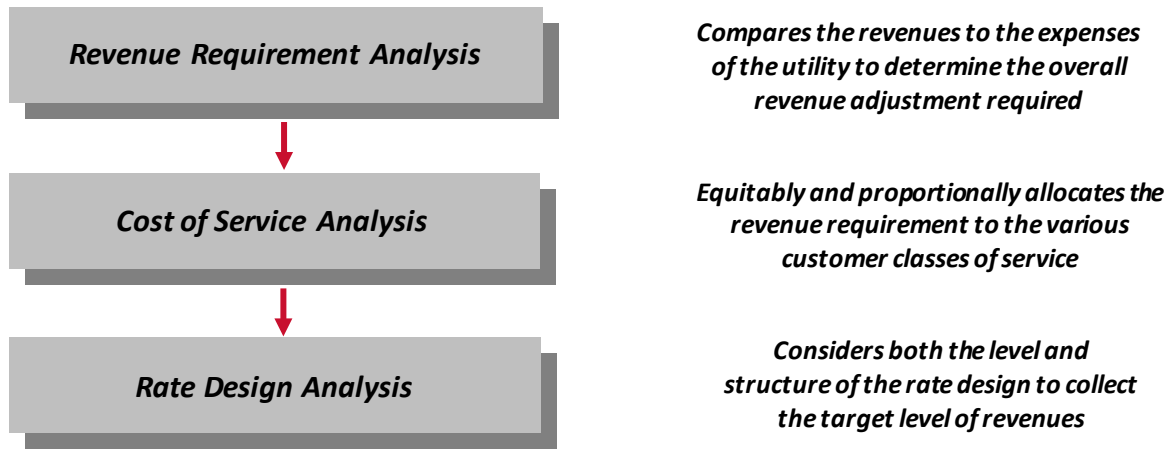 Revenue Requirement Analysis
Compares the revenues to the expenses
of the utility to determine the overall
revenue adjustment required
Cost of Service Analysis
Equitably and proportionally allocates the
revenue requirement to the various
customer classes of service
Rate Design Analysis
Considers both the level and
structure of the rate design to collect
the target level of revenues